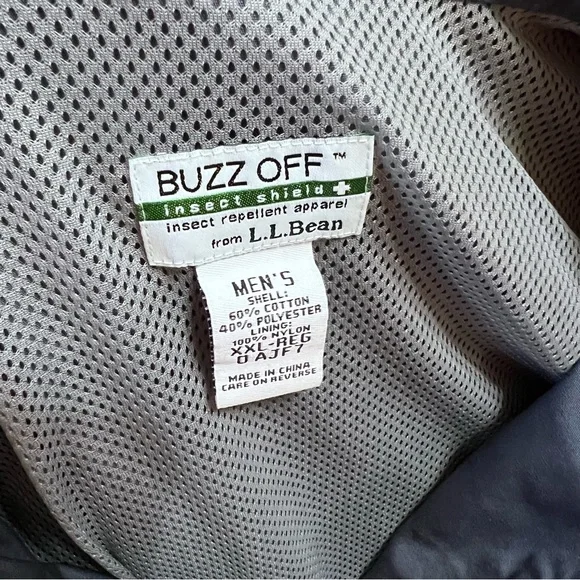 BUZZ OFF™
insect shield
insect repellent apparel
from L.L.Bean
MEN'S
SHELL:
60% COTTON
40% POLYESTER
LINING:
100% NYLON
XXL-REG
0 AJF7
MADE IN CHINA
CARE ON REVERSE